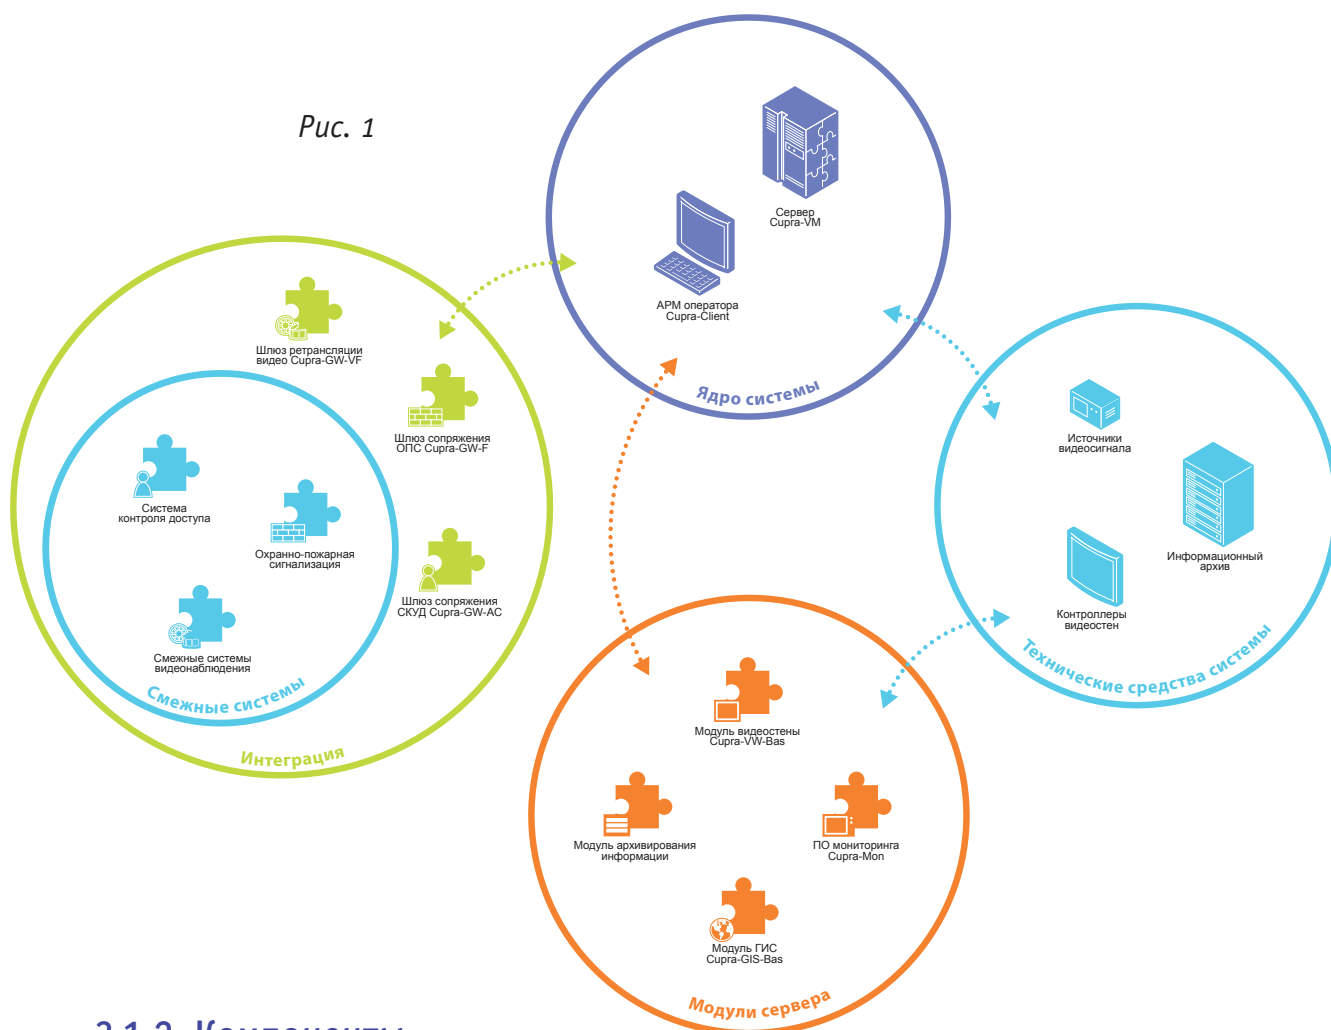 Рис. 1
Сервер
Cupra-VM
АРМ оператора
Cupra-Client
Ядро системы
Шлюз ретрансляции
видео Cupra-GW-VF
Шлюз сопряжения
ОПС Cupra-GW-F
Шлюз сопряжения
СКУД Cupra-GW-AC
Система
контроля доступа
Охранно-пожарная
сигнализация
Смежные системы
видеонаблюдения
Смежные системы
Интеграция
Источники
видеосигнала
Информационный
архив
Контроллеры
видеостен
Технические средства системы
Модуль видеостены
Cupra-VW-Bas
Модуль архивирования
информации
ПО мониторинга
Cupra-Mon
Модуль ГИС
Cupra-GIS-Bas
Модули сервера